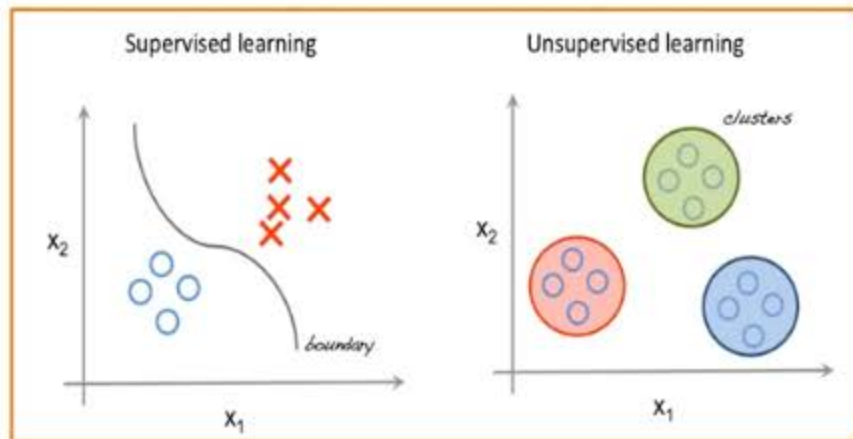 Supervised learning
x₂
boundary
x₁
Unsupervised learning
clusters
x₂
x₁